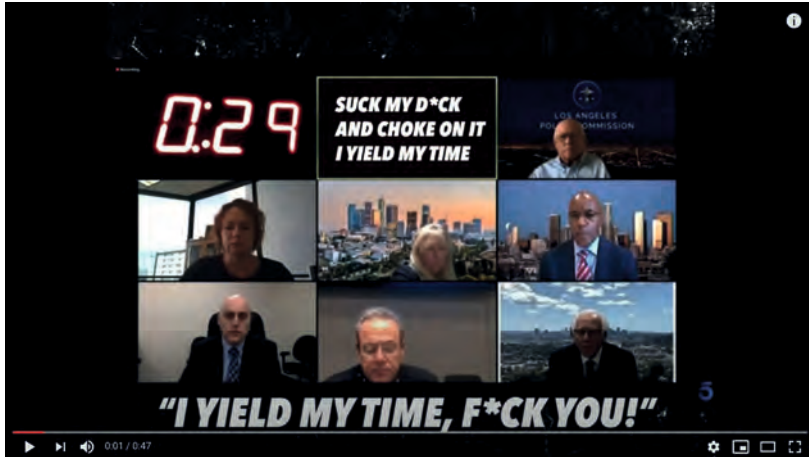 0:29
SUCK MY D*CK
AND CHOKE ON IT
I YIELD MY TIME
LOS ANGELES
POLICE COMMISSION
"I YIELD MY TIME, F*CK YOU!"
5
0:01 / 0:47